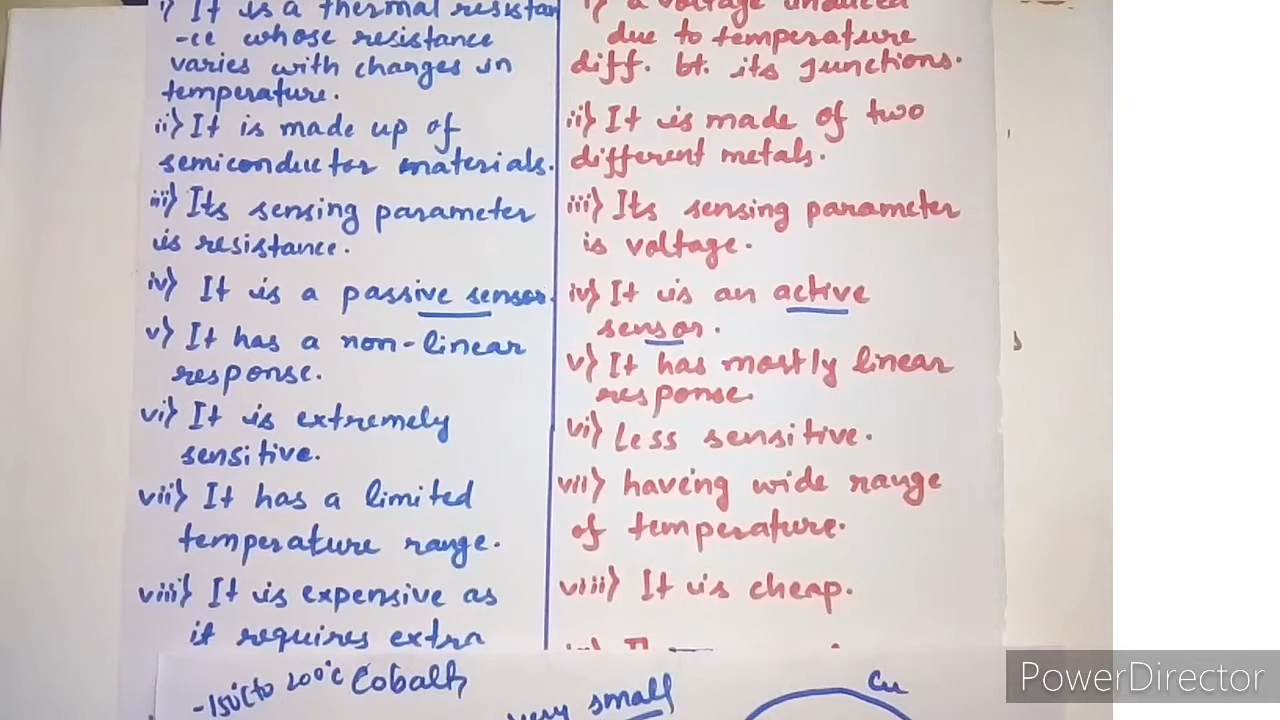 i) It is a thermal resistan
-ce whose resistance
varies with changes in
temperature.
ii) It is made up of
semiconductor materials.
iii) Its sensing parameter
is resistance.
iv) It is a passive sensor.
v) It has a non-linear
response.
vi) It is extremely
sensitive.
vii) It has a limited
temperature range.
viii) It is expensive as
it requires extra
a voltage induced
due to temperature
diff. bt. its junctions.
ii) It is made of two
different metals.
iii) Its sensing parameter
is voltage.
iv) It is an active
sensor.
v) It has mostly linear
response.
vi) Less sensitive.
vii) having wide range
of temperature.
viii) It is cheap.
-150°C to 200°C Cobalt
very small
Cu
PowerDirector